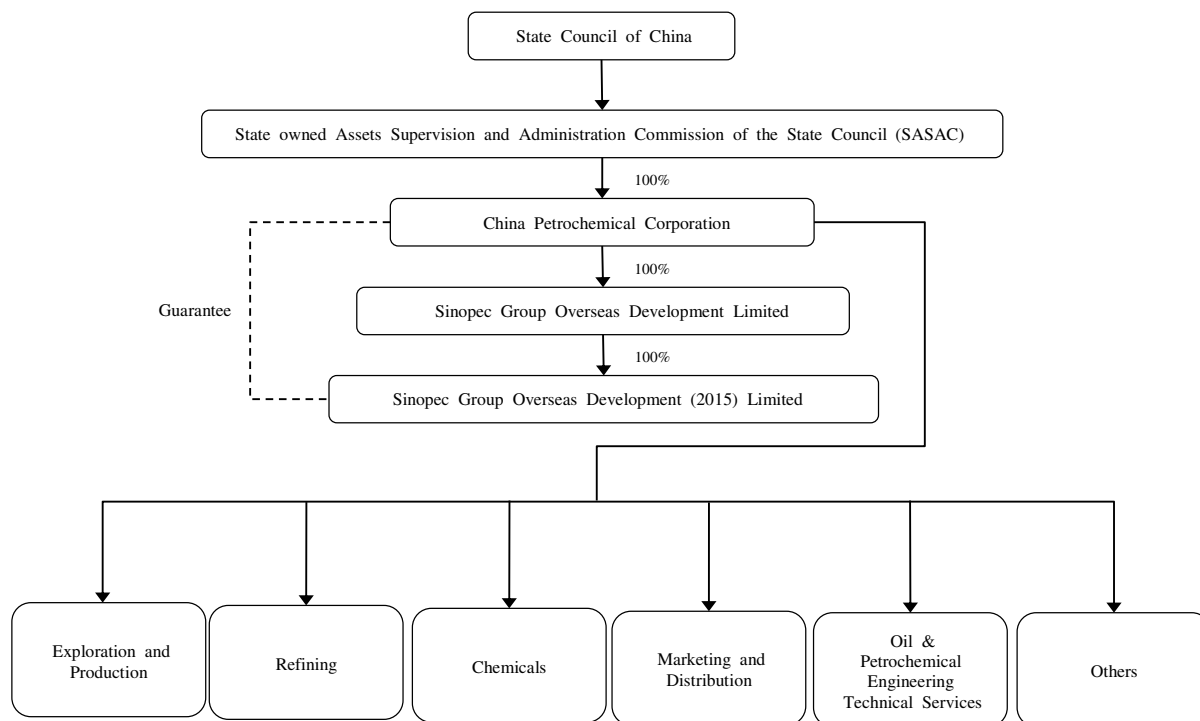 State Council of China
State owned Assets Supervision and Administration Commission of the State Council (SASAC)
100%
China Petrochemical Corporation
100%
Guarantee
Sinopec Group Overseas Development Limited
100%
Sinopec Group Overseas Development (2015) Limited
Exploration and
Production
Refining
Chemicals
Marketing and
Distribution
Oil &
Petrochemical
Engineering
Technical Services
Others